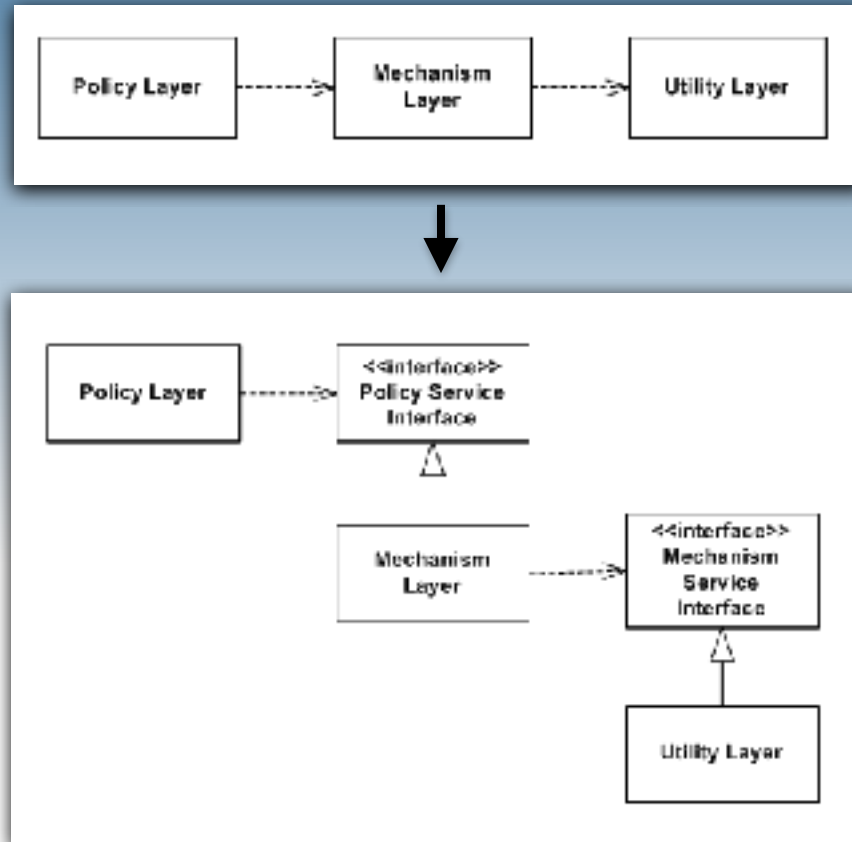 Policy Layer
Mechanism
Layer
Utility Layer
Policy Layer
<<interface>>
Policy Service
Interface
Mechanism
Layer
<<interface>>
Mechanism
Service
Interface
Utility Layer